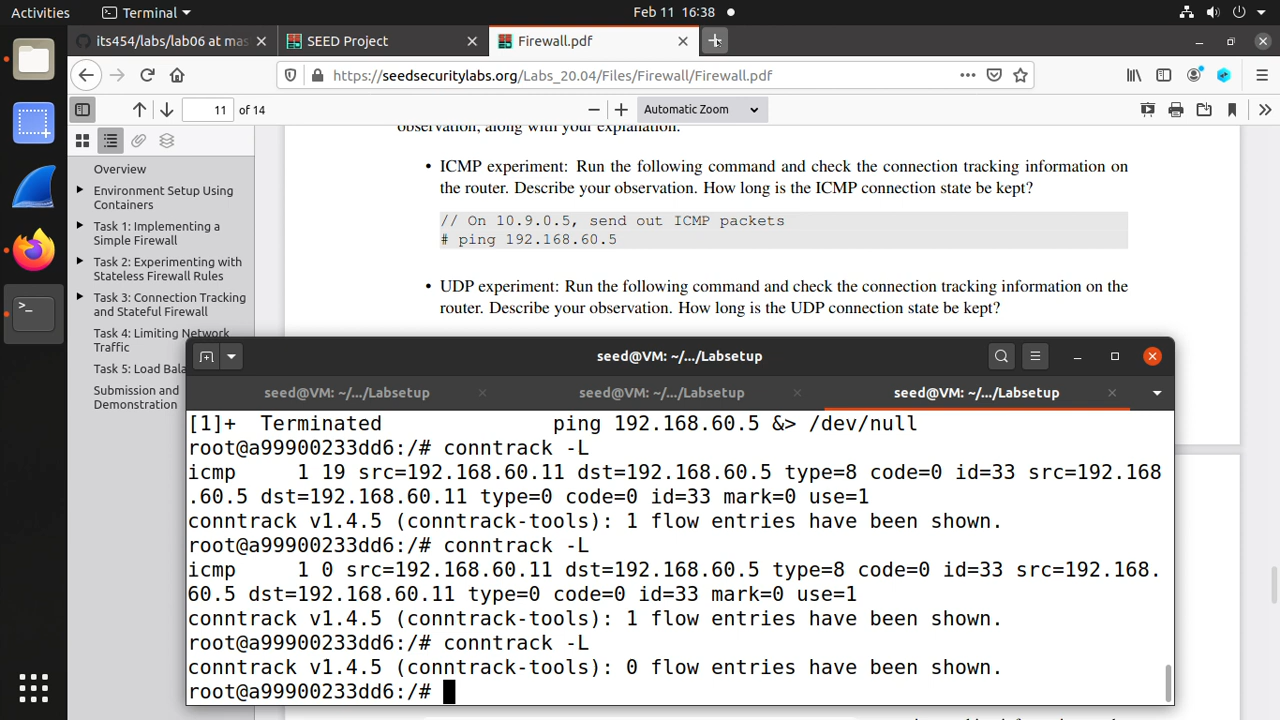 Activities Terminal Feb 11 16:38
its454/labs/lab06 at mas SEED Project Firewall.pdf
https://seedsecuritylabs.org/Labs_20.04/Files/Firewall/Firewall.pdf
11 of 14 Automatic Zoom
Overview
Environment Setup Using
Containers
Task 1: Implementing a
Simple Firewall
Task 2: Experimenting with
Stateless Firewall Rules
Task 3: Connection Tracking
and Stateful Firewall
Task 4: Limiting Network
Traffic
Task 5: Load Bala
Submission and
Demonstration
observation, along with your explanation.
• ICMP experiment: Run the following command and check the connection tracking information on
the router. Describe your observation. How long is the ICMP connection state be kept?
// On 10.9.0.5, send out ICMP packets
# ping 192.168.60.5
• UDP experiment: Run the following command and check the connection tracking information on the
router. Describe your observation. How long is the UDP connection state be kept?
seed@VM: ~/.../Labsetup
seed@VM: ~/.../Labsetup seed@VM: ~/.../Labsetup seed@VM: ~/.../Labsetup
[1]+  Terminated              ping 192.168.60.5 &> /dev/null
root@a99900233dd6:/# conntrack -L
icmp     1 19 src=192.168.60.11 dst=192.168.60.5 type=8 code=0 id=33 src=192.168
.60.5 dst=192.168.60.11 type=0 code=0 id=33 mark=0 use=1
conntrack v1.4.5 (conntrack-tools): 1 flow entries have been shown.
root@a99900233dd6:/# conntrack -L
icmp     1 0 src=192.168.60.11 dst=192.168.60.5 type=8 code=0 id=33 src=192.168.
60.5 dst=192.168.60.11 type=0 code=0 id=33 mark=0 use=1
conntrack v1.4.5 (conntrack-tools): 1 flow entries have been shown.
root@a99900233dd6:/# conntrack -L
conntrack v1.4.5 (conntrack-tools): 0 flow entries have been shown.
root@a99900233dd6:/#